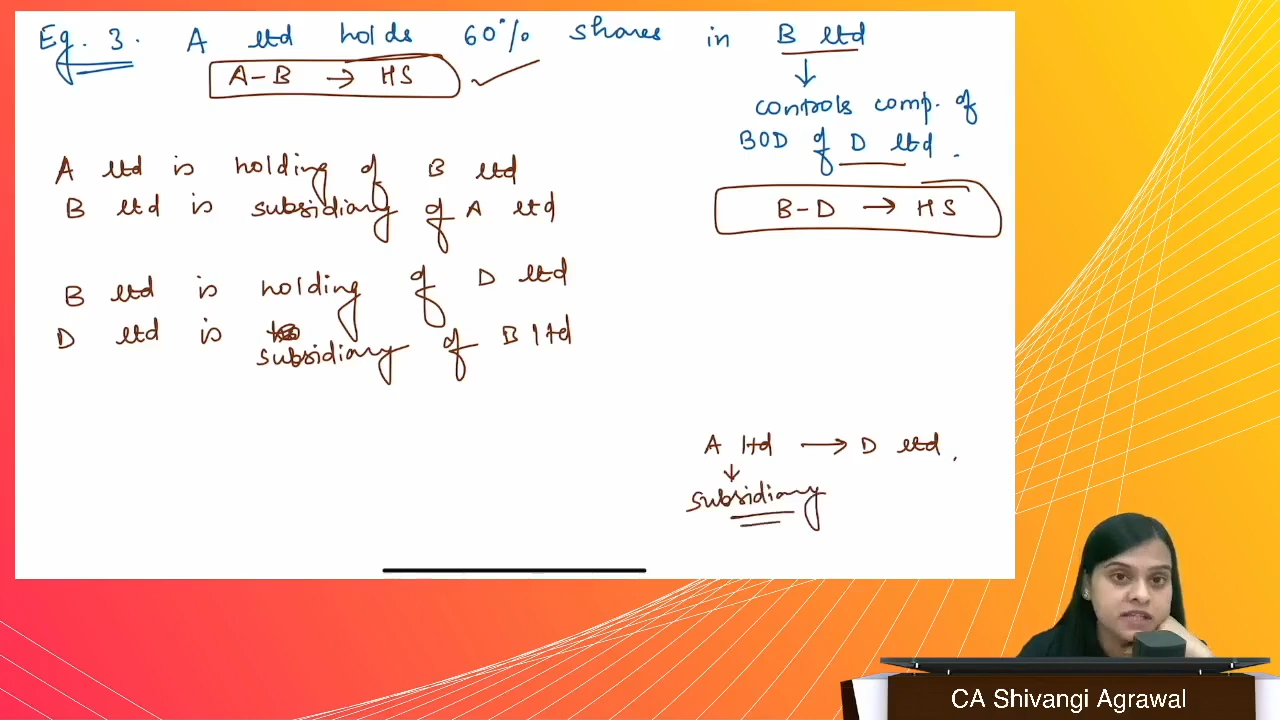 Eg. 3. A ltd holds 60% shares in B ltd
A-B → HS
↓
controls comp. of
BOD of D ltd.
B-D → HS
A ltd is holding of B ltd
B ltd is subsidiary of A ltd
B ltd is holding of D ltd
D ltd is
subsidiary of B ltd
A ltd → D ltd.
↓
subsidiary
CA Shivangi Agrawal